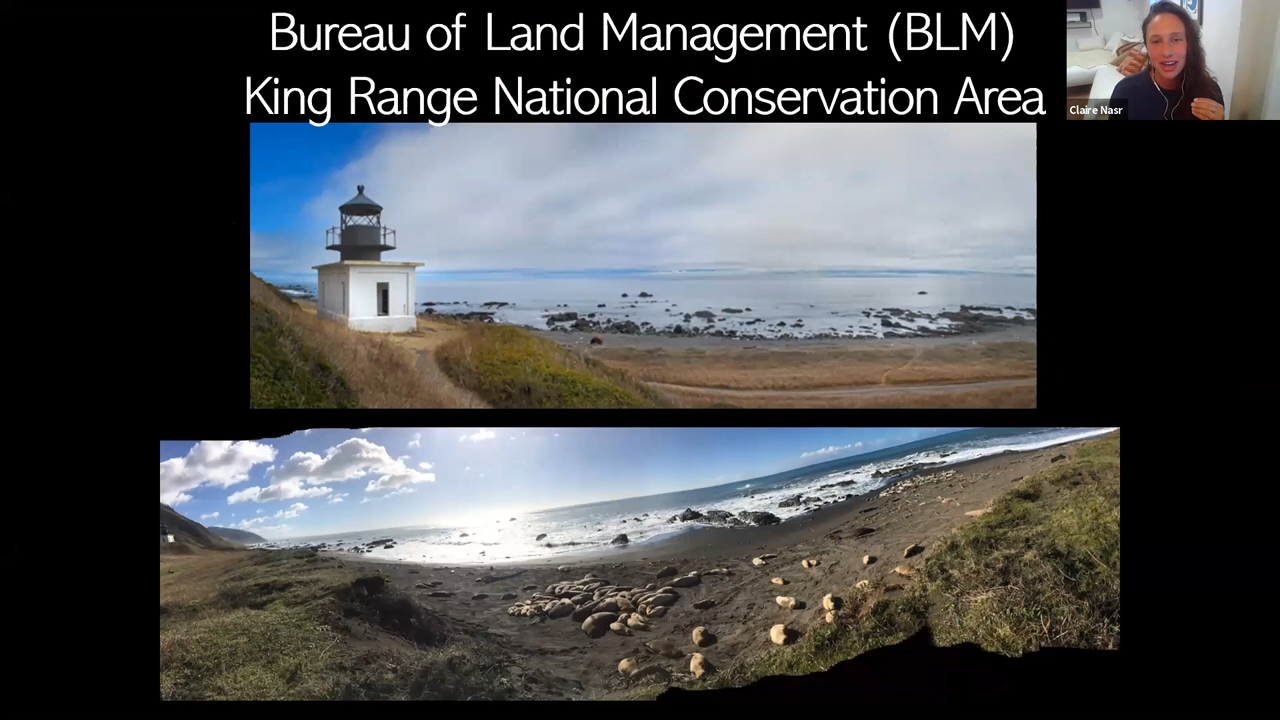 Bureau of Land Management (BLM)
King Range National Conservation Area
Claire Nasr